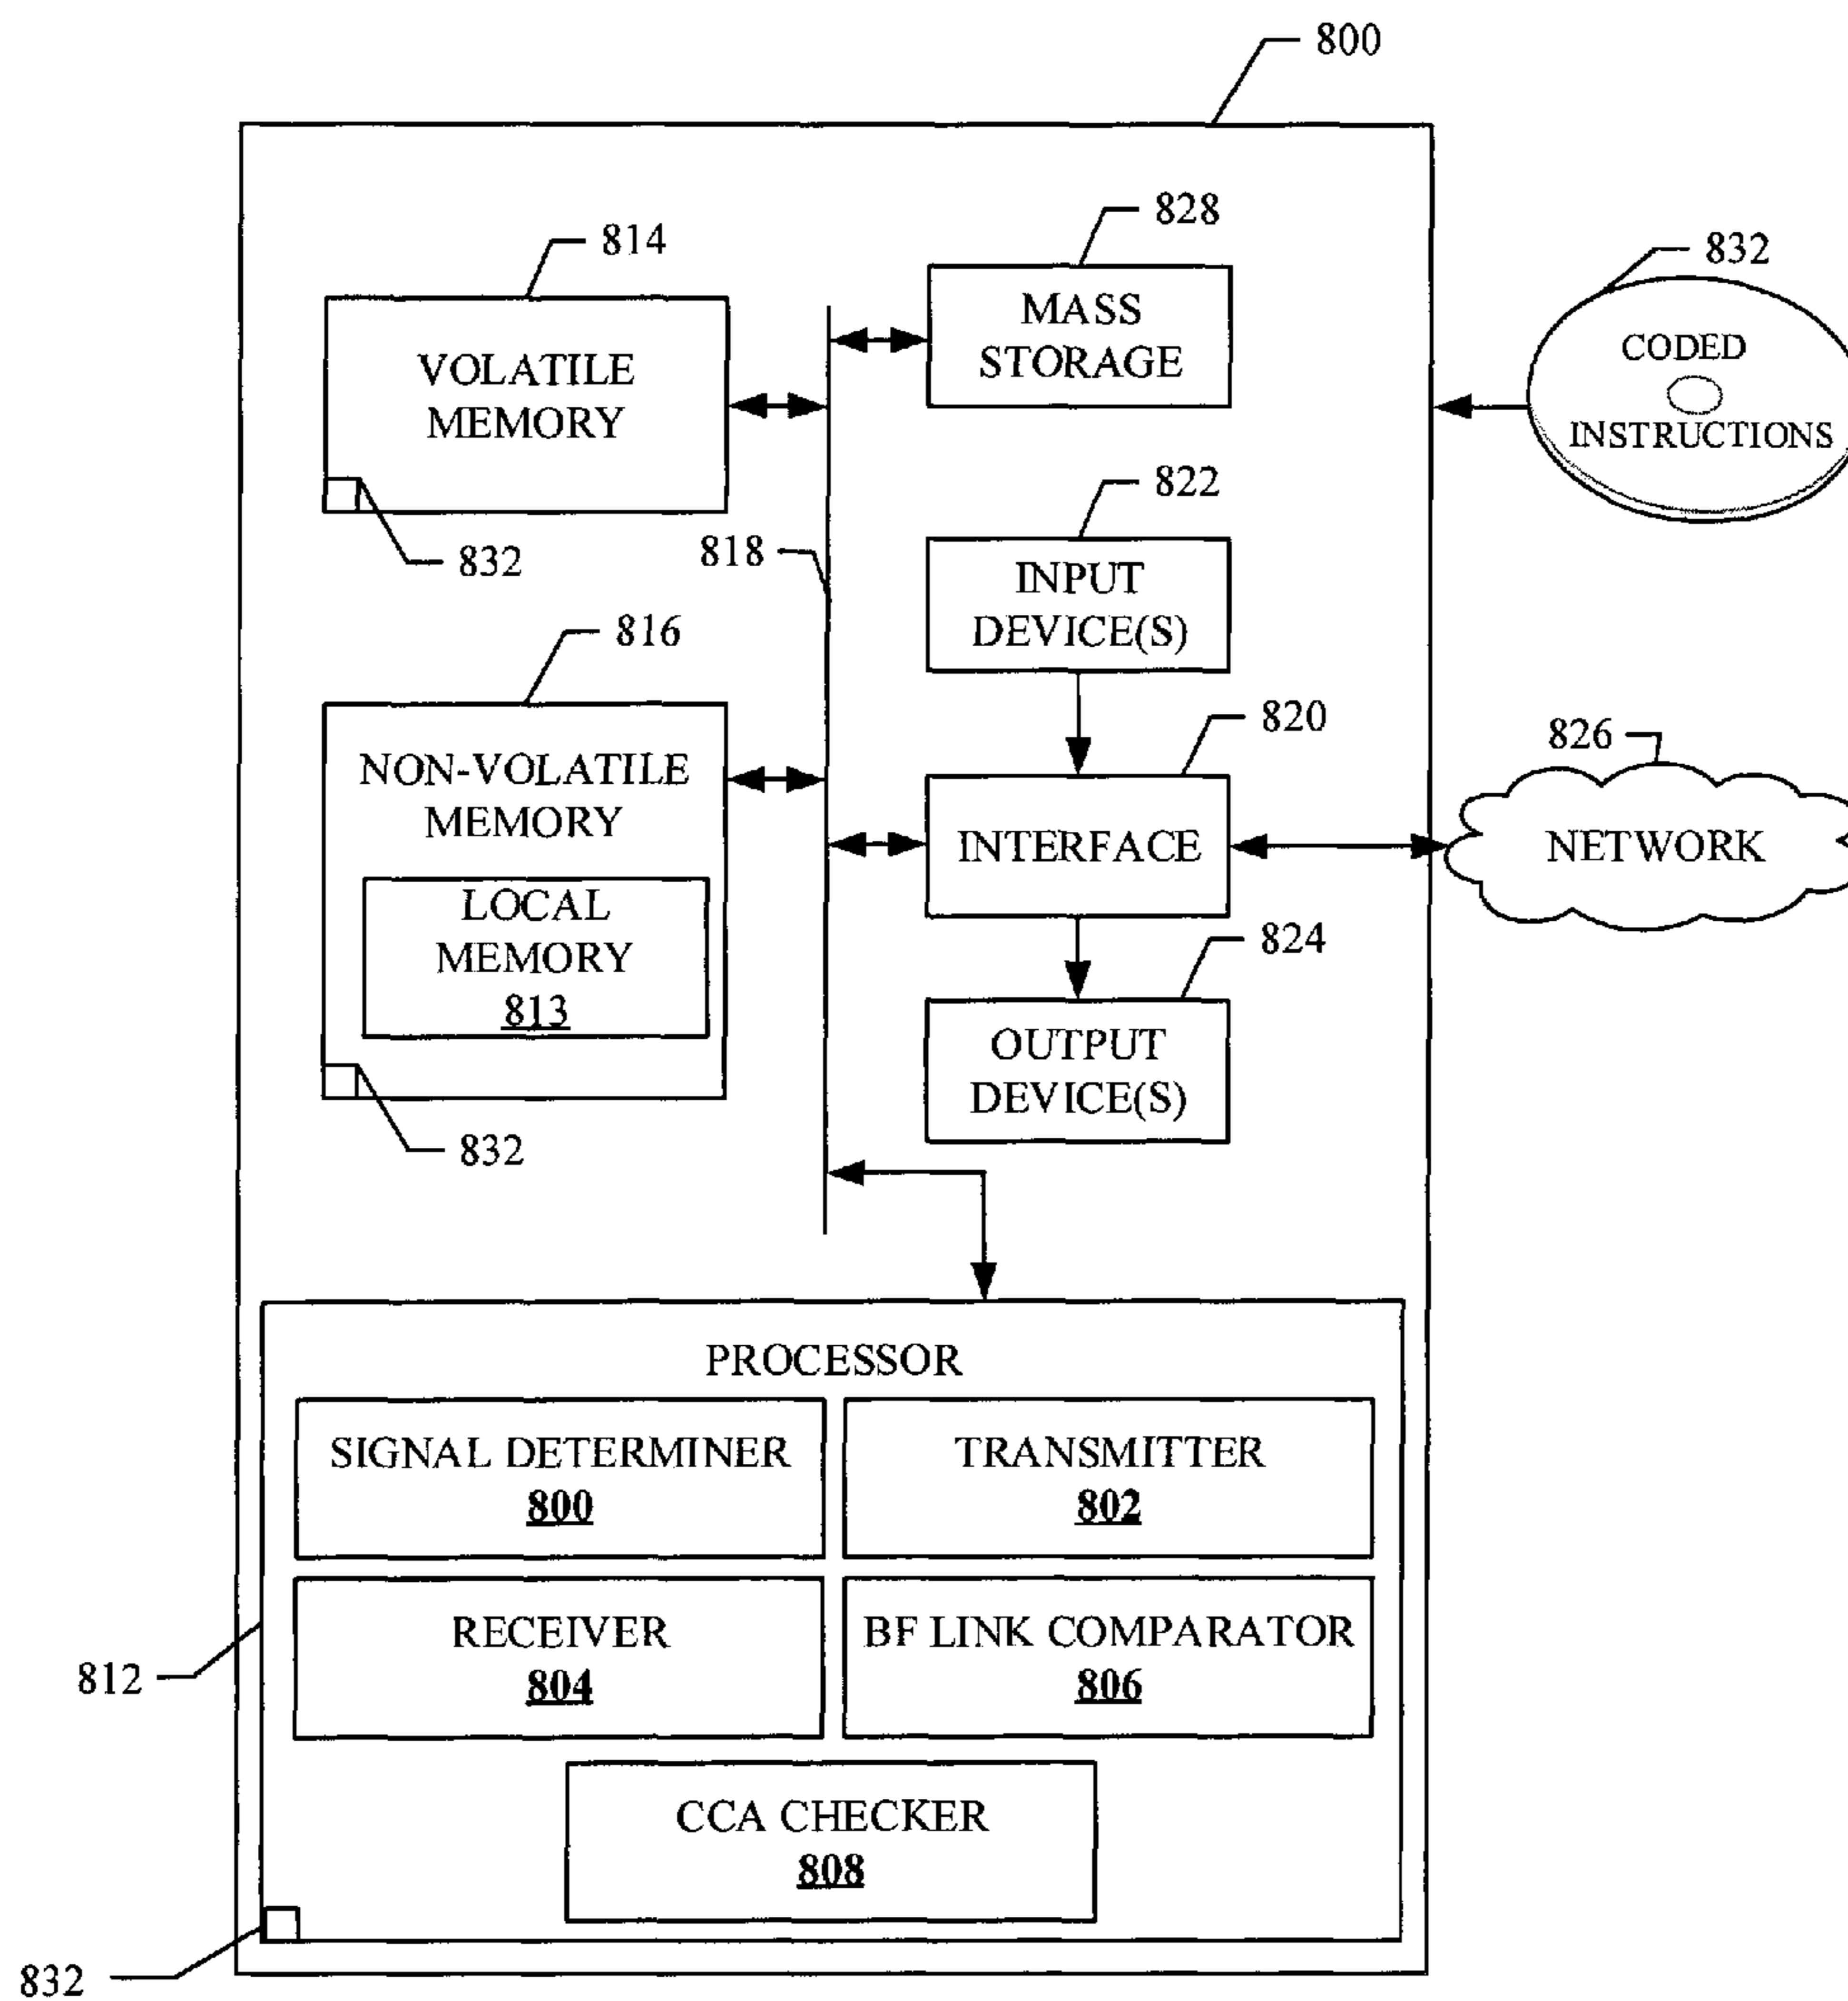 800
814
VOLATILE
MEMORY
832
828
MASS
STORAGE
832
CODED
INSTRUCTIONS
818
822
INPUT
DEVICE(S)
816
NON-VOLATILE
MEMORY
LOCAL
MEMORY
813
832
820
INTERFACE
826
NETWORK
824
OUTPUT
DEVICE(S)
PROCESSOR
SIGNAL DETERMINER
800
TRANSMITTER
802
RECEIVER
804
BF LINK COMPARATOR
806
812
CCA CHECKER
808
832